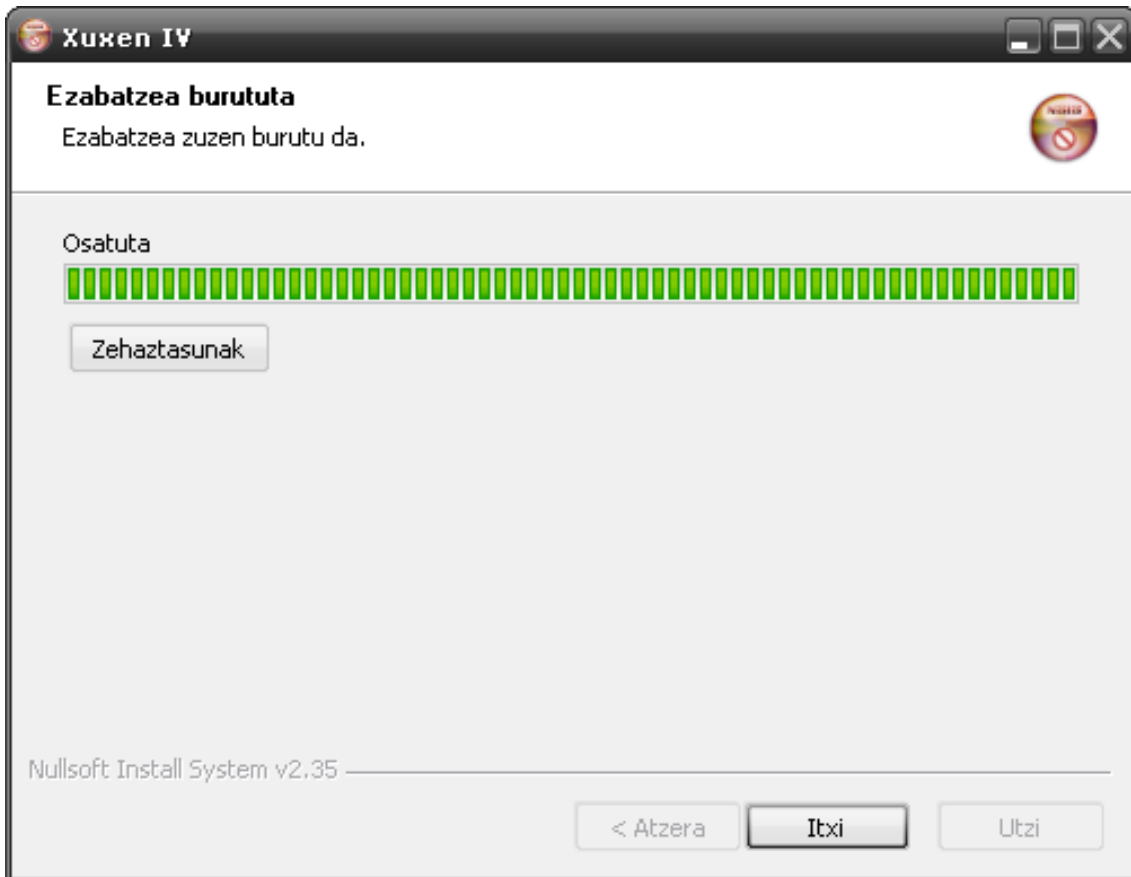 Xuxen IV
Ezabatzea burututa
Ezabatzea zuzen burutu da.
Osatuta
Zehaztasunak
Nullsoft Install System v2.35
< Atzera
Itxi
Utzi